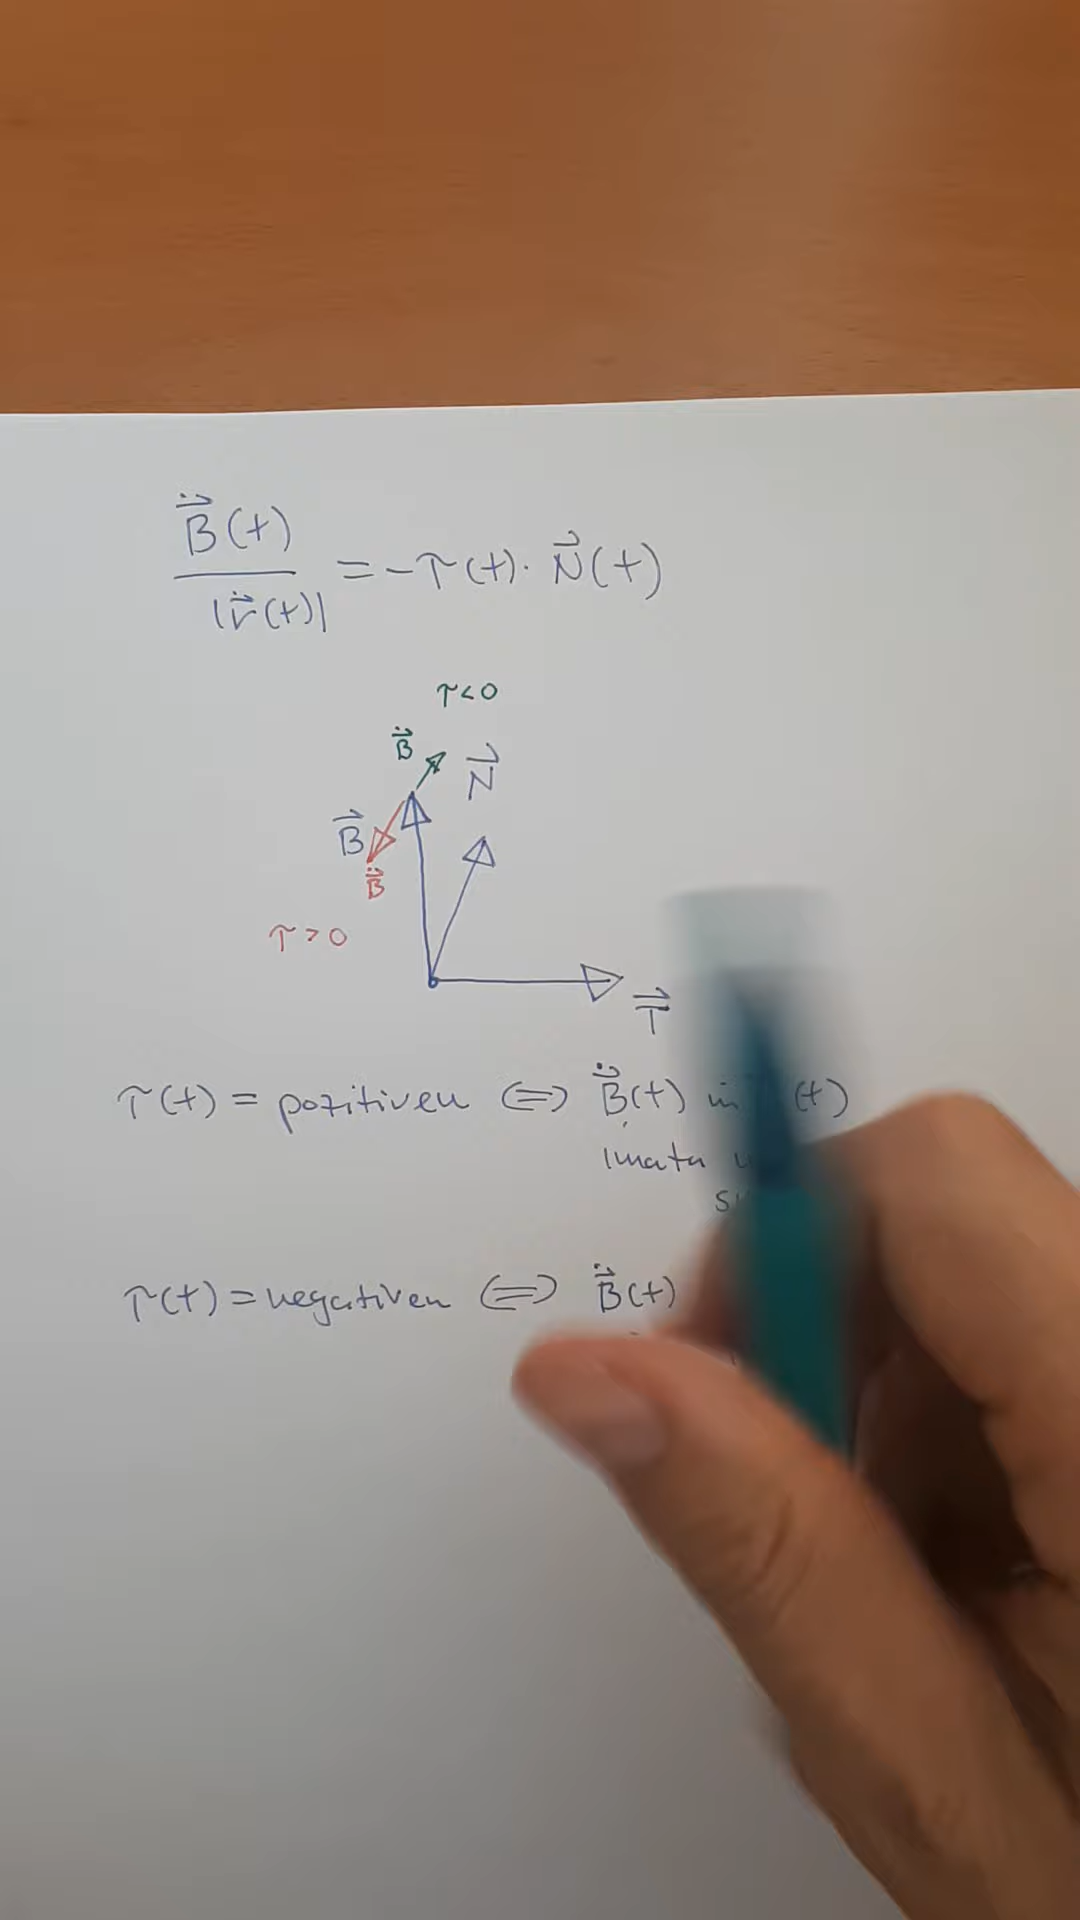 Ḃ⃗(t) / |ṙ⃗(t)| = -τ(t)· N⃗(t)
τ<0
Ḃ⃗
N⃗
B⃗
Ḃ⃗
τ>0
T⃗
τ(t) = pozitiven ⟺ Ḃ⃗(t) in (t)
imata
τ(t) = negativen ⟺ Ḃ⃗(t)